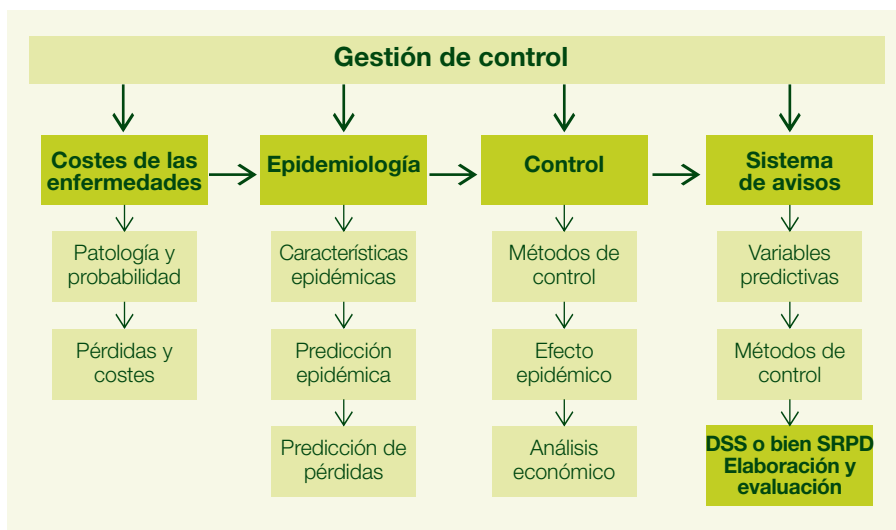 Gestión de control
Costes de las
enfermedades
Epidemiología
Control
Sistema
de avisos
Patología y
probabilidad
Pérdidas y
costes
Características
epidémicas
Predicción
epidémica
Predicción de
pérdidas
Métodos de
control
Efecto
epidémico
Análisis
económico
Variables
predictivas
Métodos de
control
DSS o bien SRPD
Elaboración y
evaluación